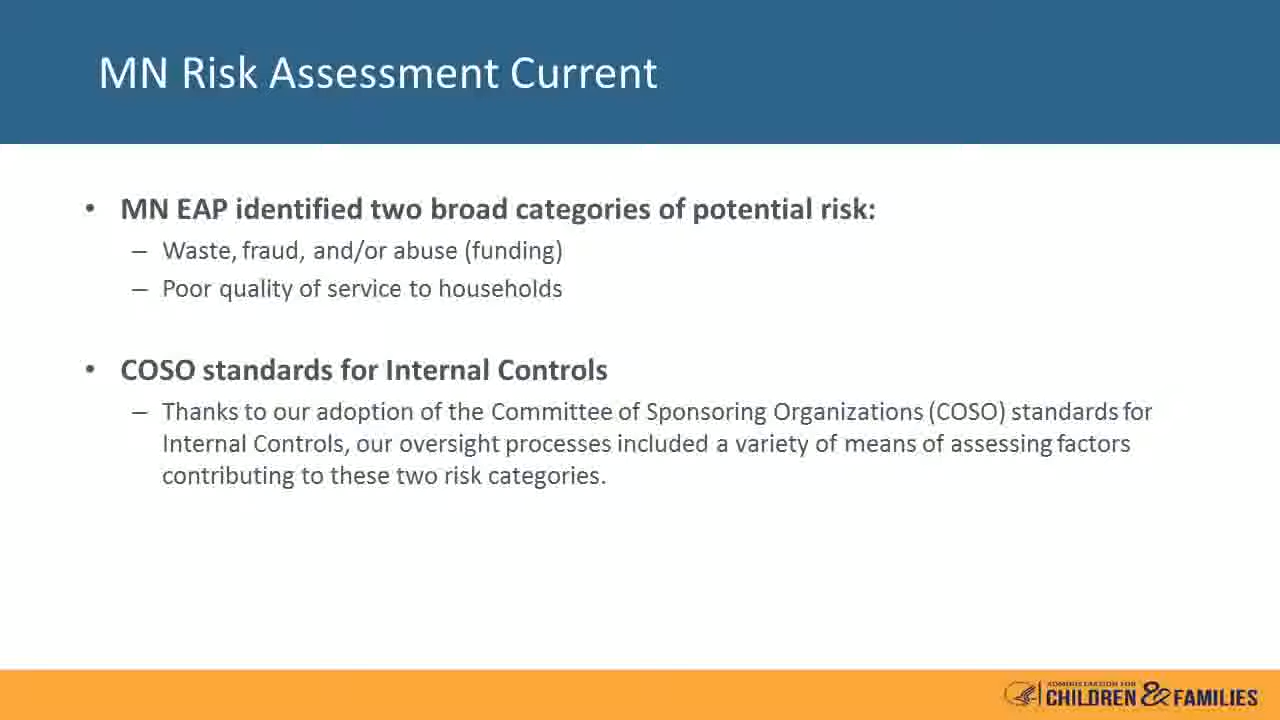 MN Risk Assessment Current
• MN EAP identified two broad categories of potential risk:
– Waste, fraud, and/or abuse (funding)
– Poor quality of service to households
• COSO standards for Internal Controls
– Thanks to our adoption of the Committee of Sponsoring Organizations (COSO) standards for
Internal Controls, our oversight processes included a variety of means of assessing factors
contributing to these two risk categories.
ADMINISTRATION FOR
CHILDREN & FAMILIES